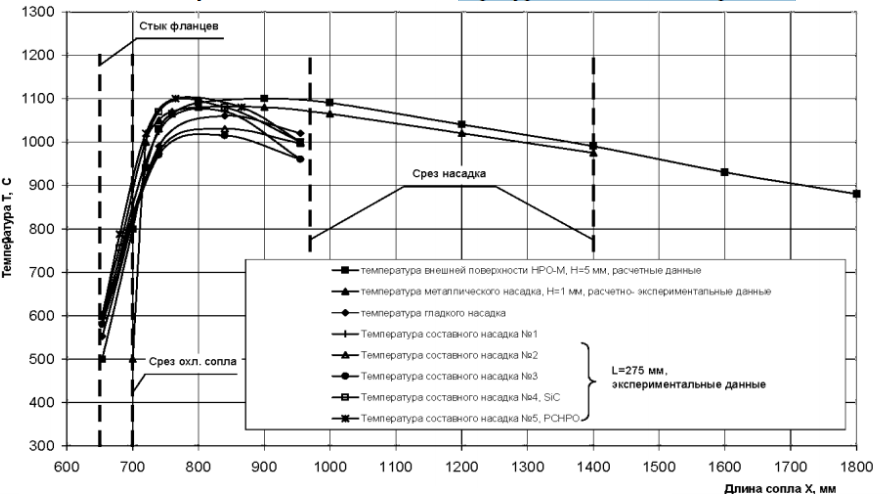 1300
1200
1100
1000
900
800
700
600
500
400
300
Температура Т, С
Стык фланцев
Срез насадка
Срез охл. сопла
температура внешней поверхности НРО-М, Н=5 мм, расчетные данные
температура металлического насадка, Н=1 мм, расчетно- экспериментальные данные
температура гладкого насадка
Температура составного насадка №1
Температура составного насадка №2
Температура составного насадка №3
Температура составного насадка №4, SiC
Температура составного насадка №5, РСНРО
L=275 мм,
экспериментальные данные
600 700 800 900 1000 1100 1200 1300 1400 1500 1600 1700 1800
Длина сопла Х, мм